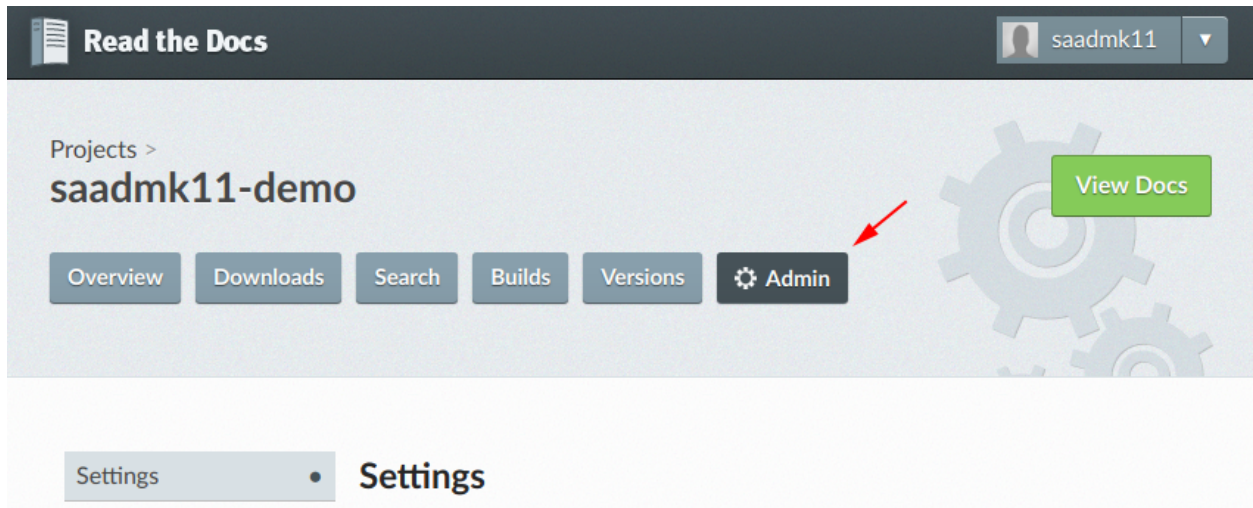 Read the Docs
saadmk11
Projects >
saadmk11-demo
View Docs
Overview Downloads Search Builds Versions Admin
Settings
Settings